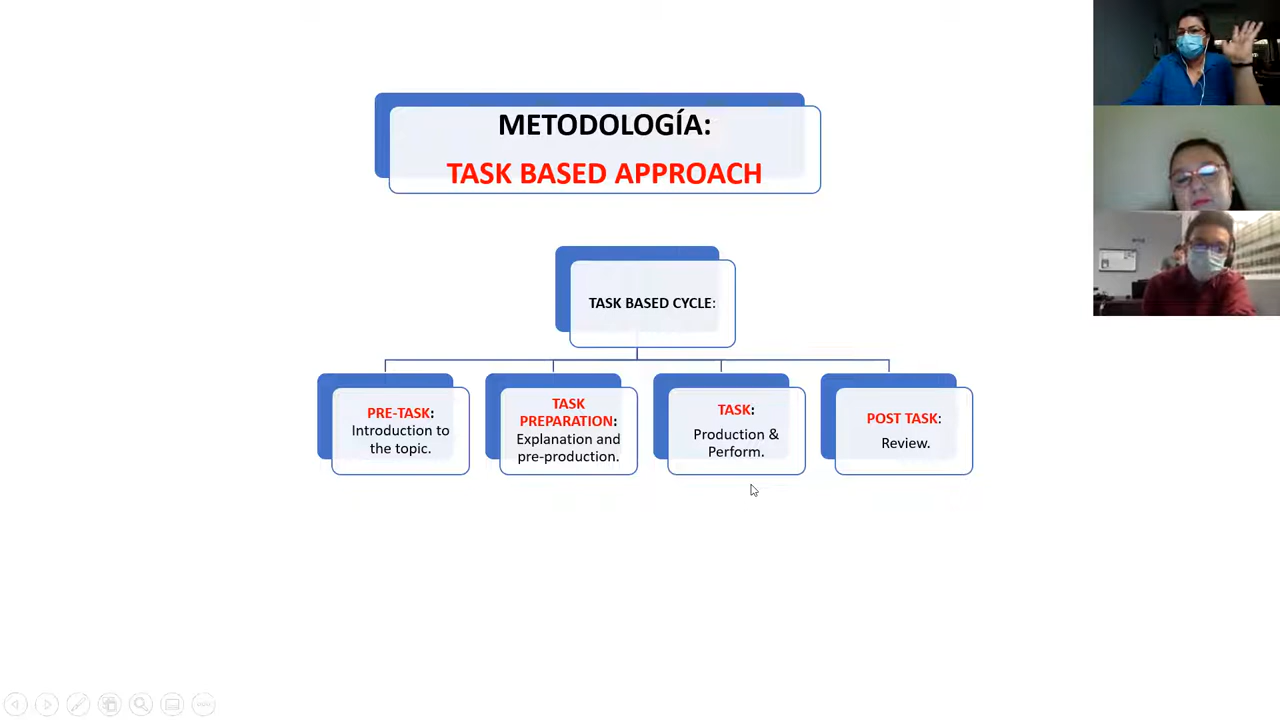 METODOLOGÍA:
TASK BASED APPROACH
TASK BASED CYCLE:
PRE-TASK:
Introduction to
the topic.
TASK
PREPARATION:
Explanation and
pre-production.
TASK:
Production &
Perform.
POST TASK:
Review.